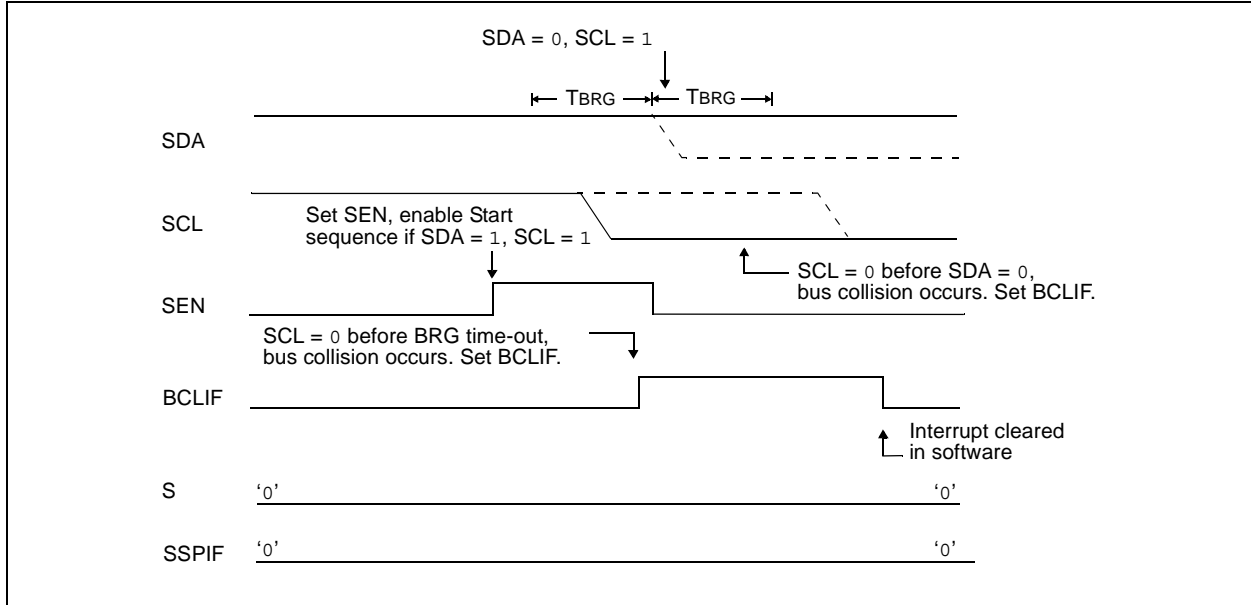 SDA = 0, SCL = 1
TBRG TBRG
SDA
SCL
Set SEN, enable Start
sequence if SDA = 1, SCL = 1
SCL = 0 before SDA = 0,
bus collision occurs. Set BCLIF.
SEN
SCL = 0 before BRG time-out,
bus collision occurs. Set BCLIF.
BCLIF
Interrupt cleared
in software
S ‘0’ ‘0’
SSPIF ‘0’ ‘0’